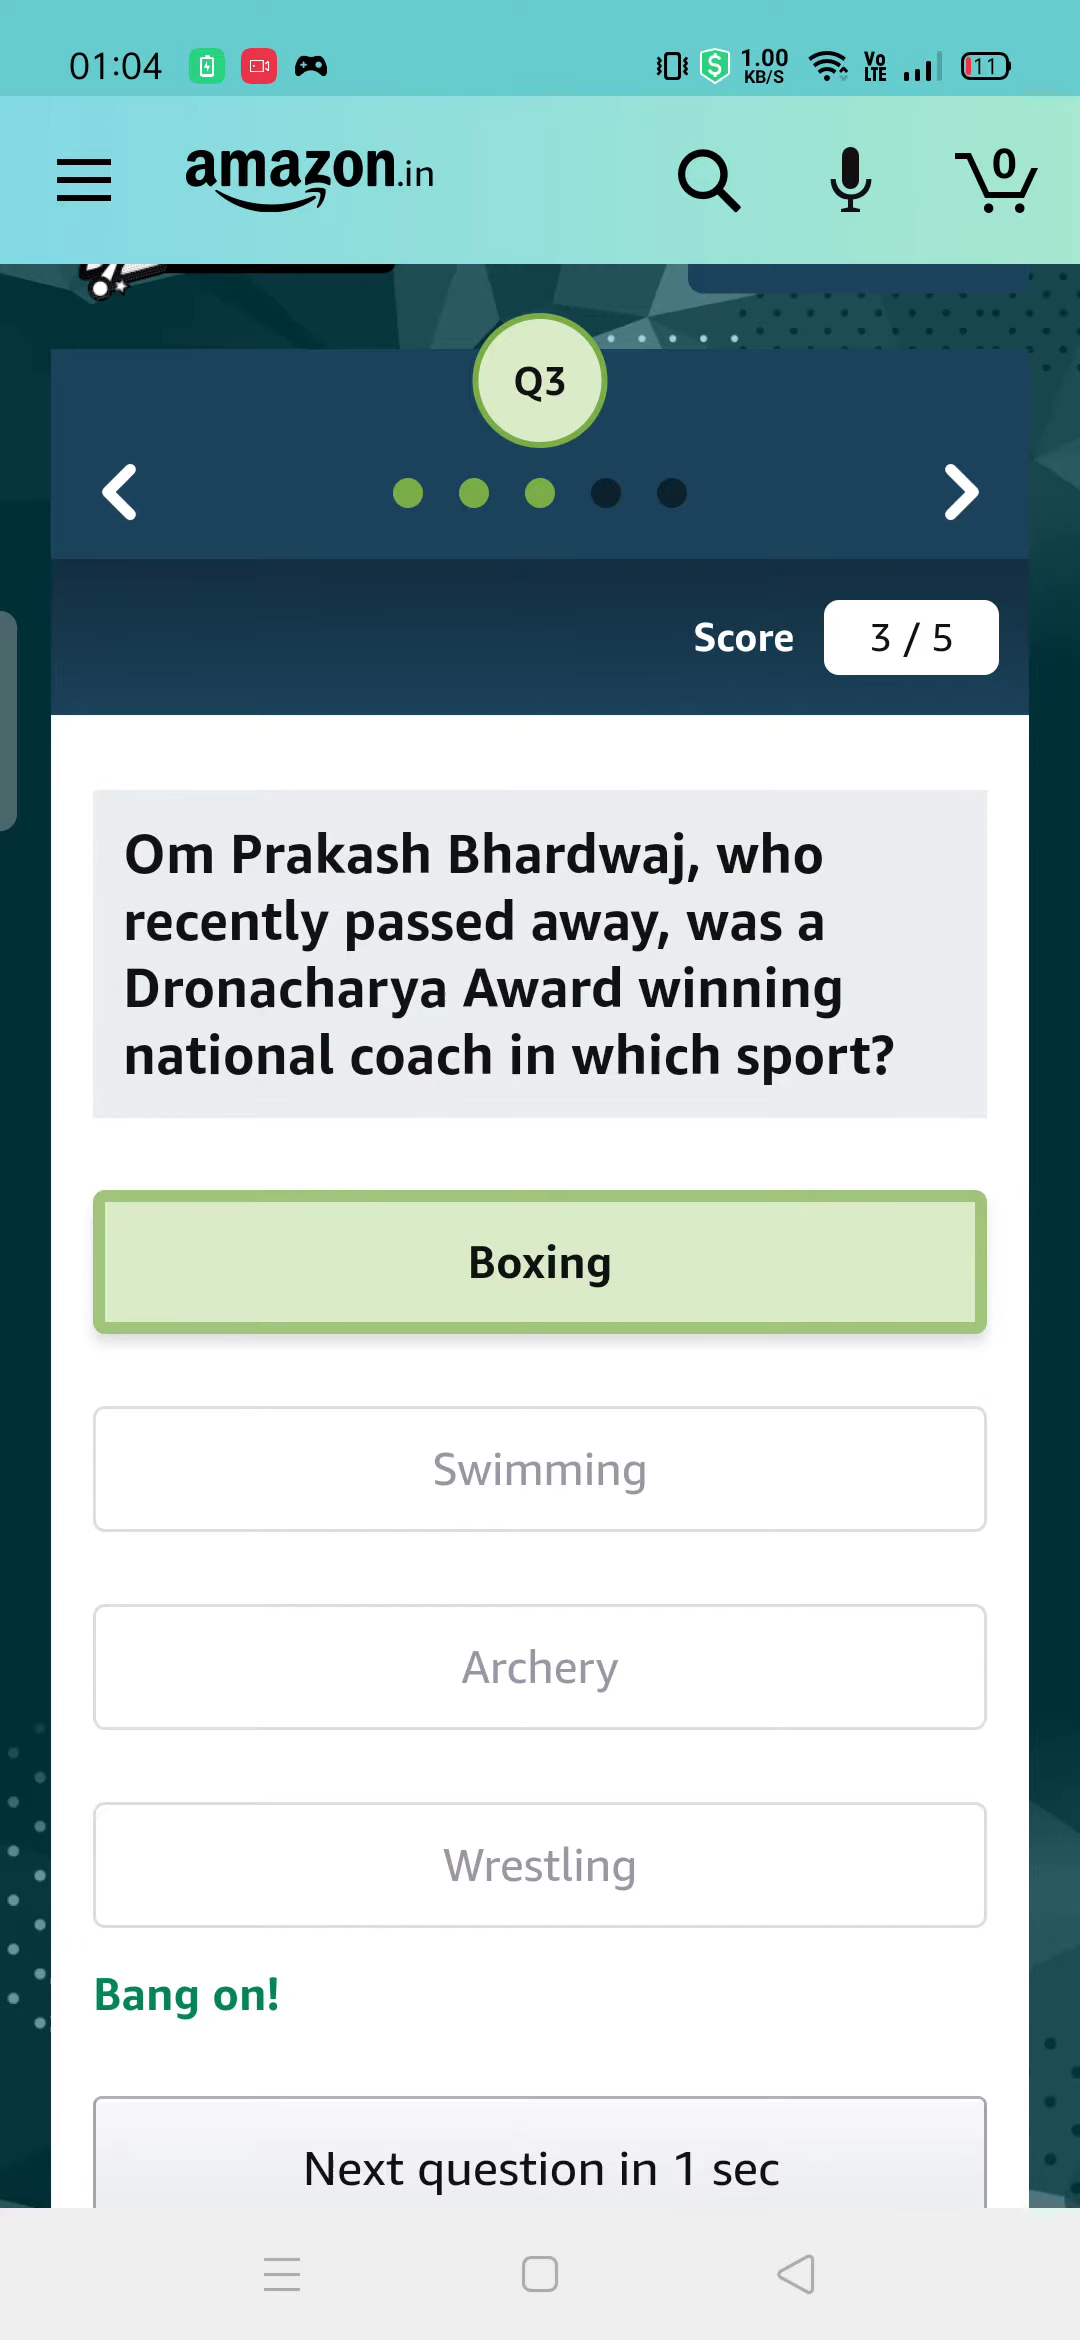 01:04
1.00
KB/S
Vo
LTE
11
amazon.in
0
Q3
Score
3 / 5
Om Prakash Bhardwaj, who
recently passed away, was a
Dronacharya Award winning
national coach in which sport?
Boxing
Swimming
Archery
Wrestling
Bang on!
Next question in 1 sec